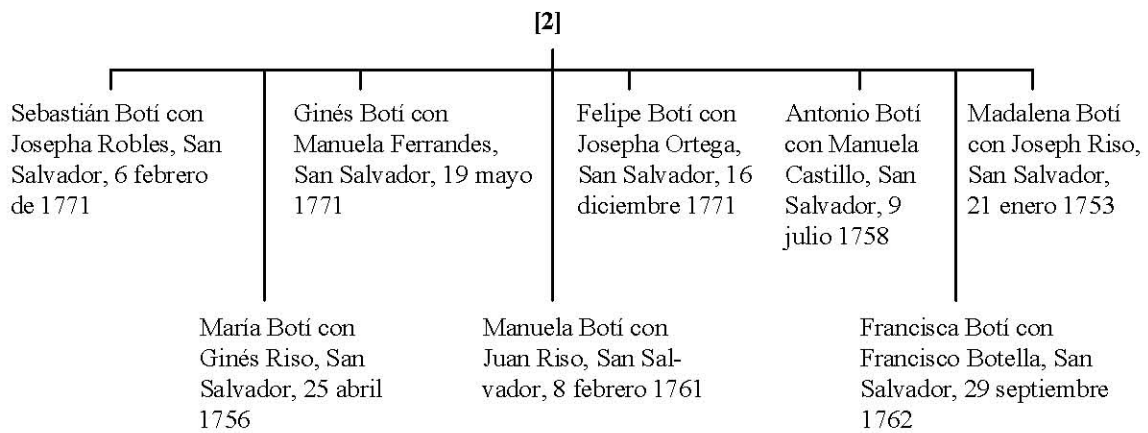 [2]
Sebastián Botí con
Josepha Robles, San
Salvador, 6 febrero
de 1771
Ginés Botí con
Manuela Ferrandes,
San Salvador, 19 mayo
1771
Felipe Botí con
Josepha Ortega,
San Salvador, 16
diciembre 1771
Antonio Botí
con Manuela
Castillo, San
Salvador, 9
julio 1758
Madalena Botí
con Joseph Riso,
San Salvador,
21 enero 1753
María Botí con
Ginés Riso, San
Salvador, 25 abril
1756
Manuela Botí con
Juan Riso, San Sal-
vador, 8 febrero 1761
Francisca Botí con
Francisco Botella, San
Salvador, 29 septiembre
1762